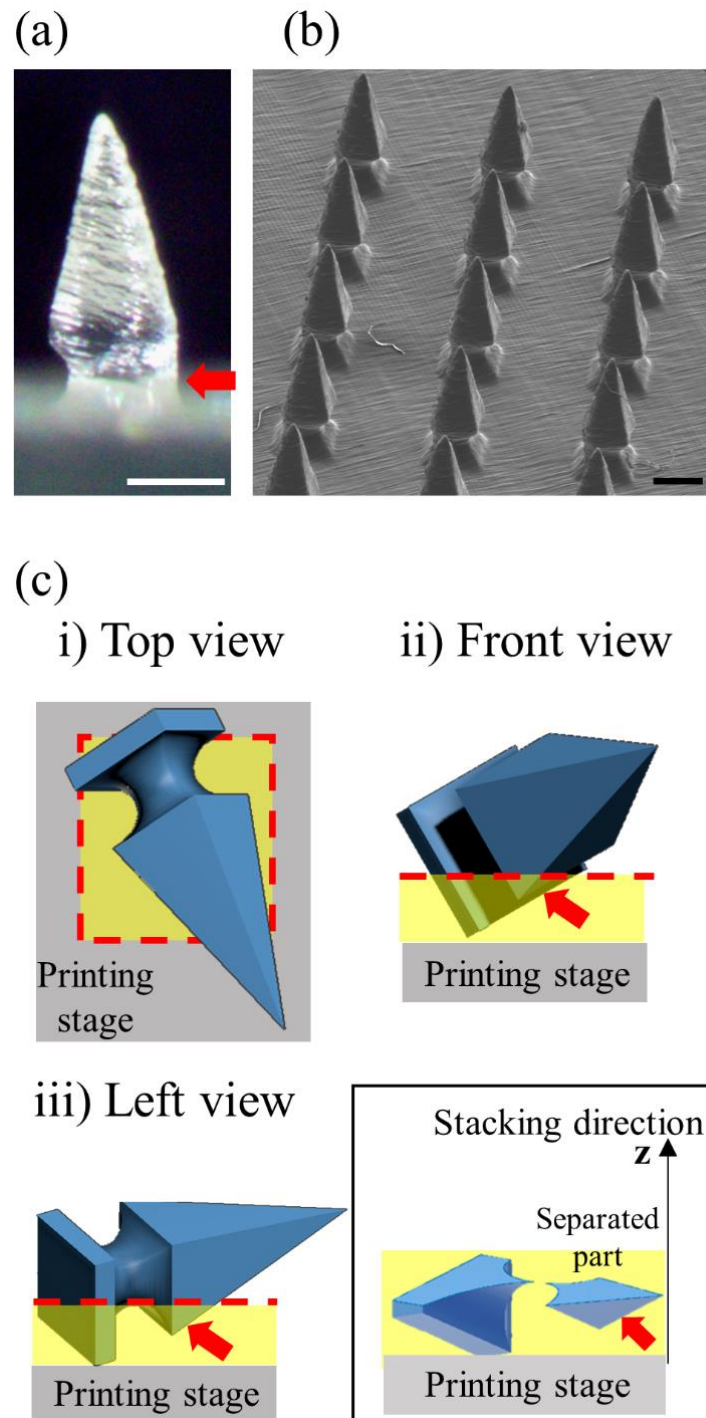 (a)
(b)
(c)
i) Top view
ii) Front view
Printing
stage
Printing stage
iii) Left view
Stacking direction
z
Separated
part
Printing stage
Printing stage